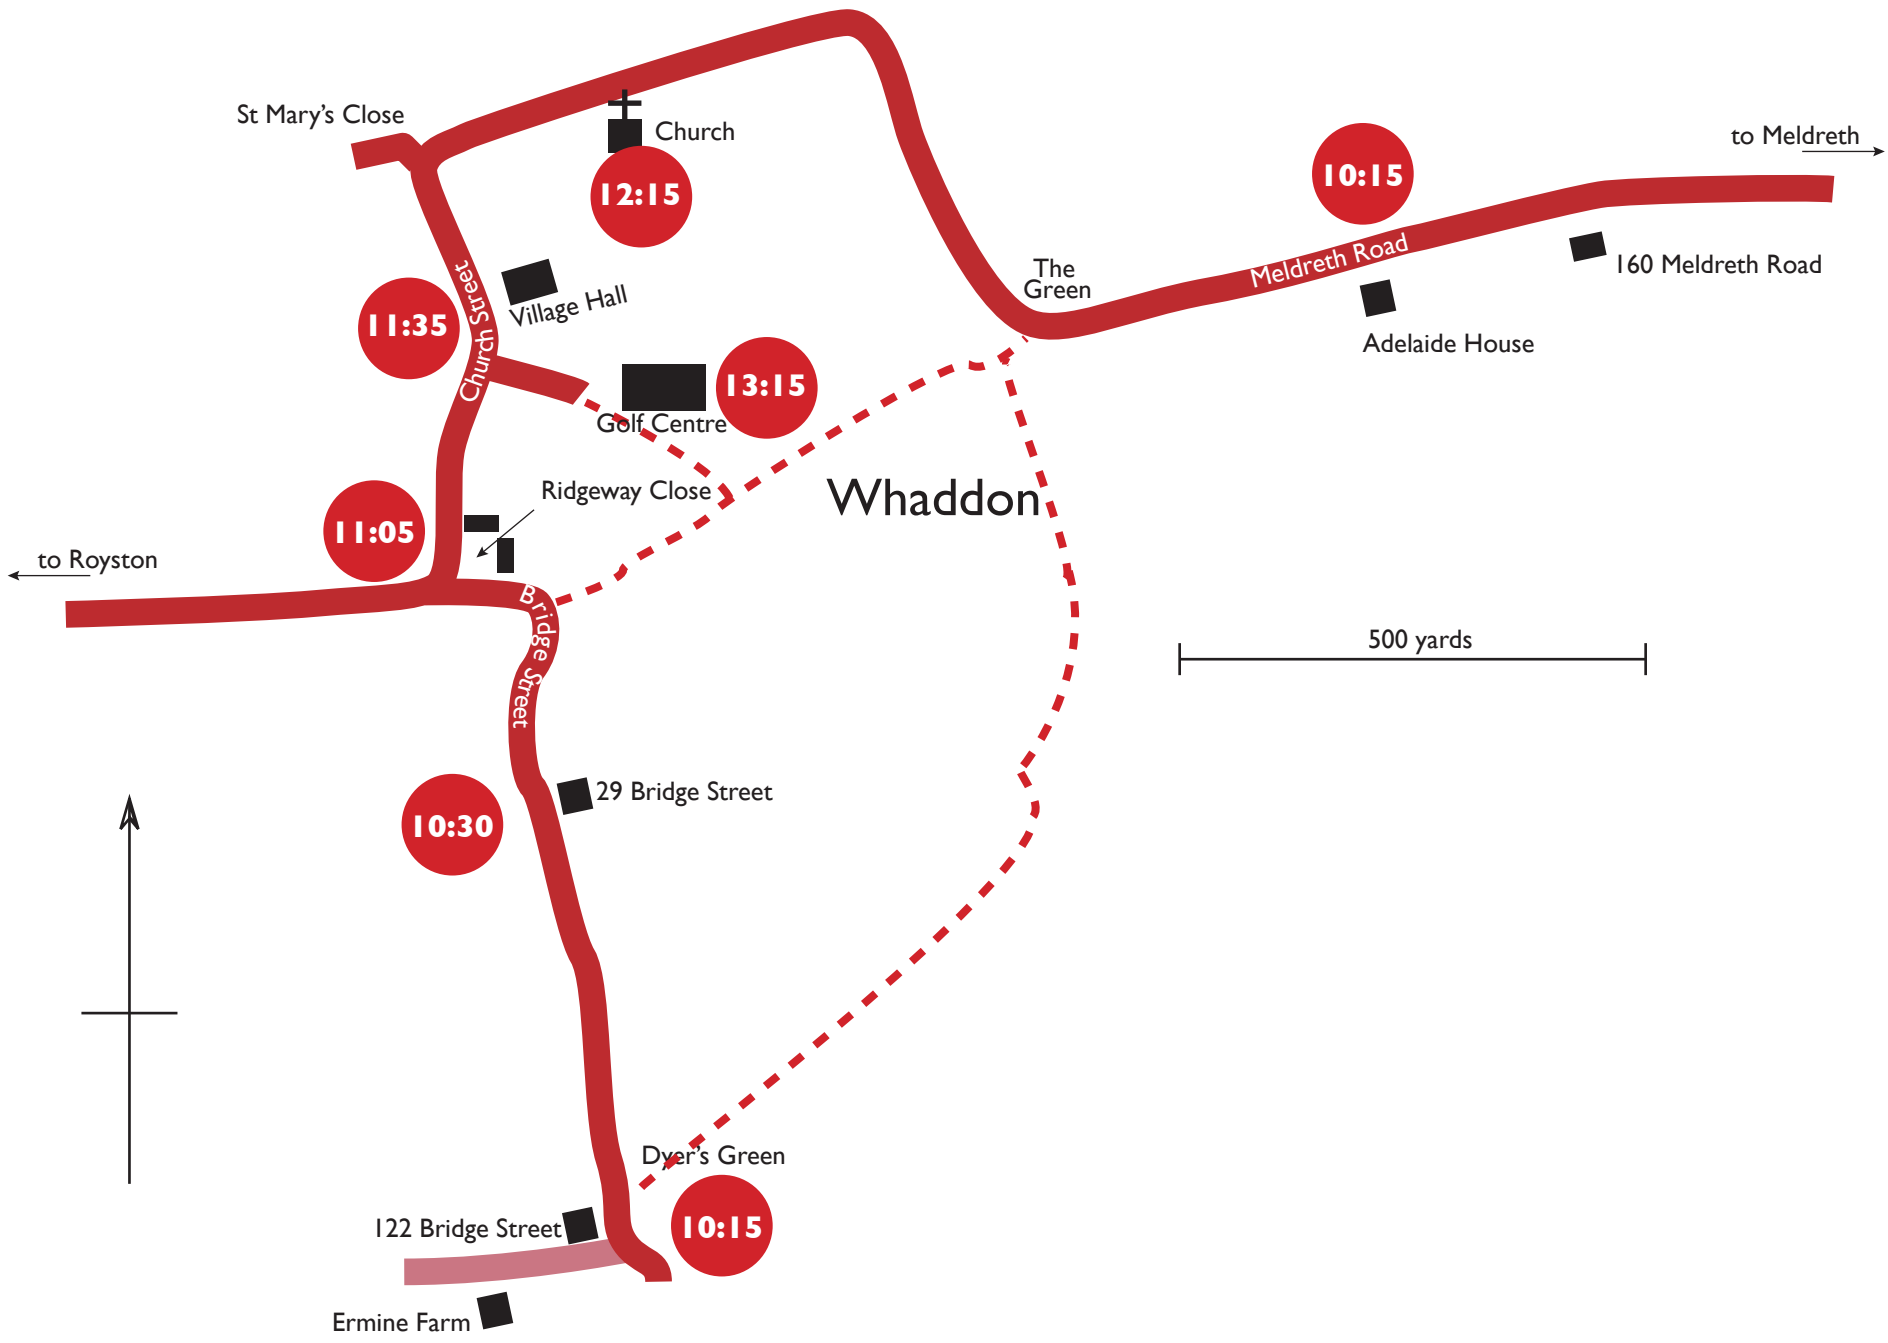 St Mary's Close
Church
12:15
10:15
to Meldreth
Meldreth Road
160 Meldreth Road
The
Green
Adelaide House
Church Street
Village Hall
11:35
13:15
Golf Centre
Ridgeway Close
Whaddon
11:05
to Royston
Bridge Street
500 yards
29 Bridge Street
10:30
Dyer's Green
122 Bridge Street
10:15
Ermine Farm